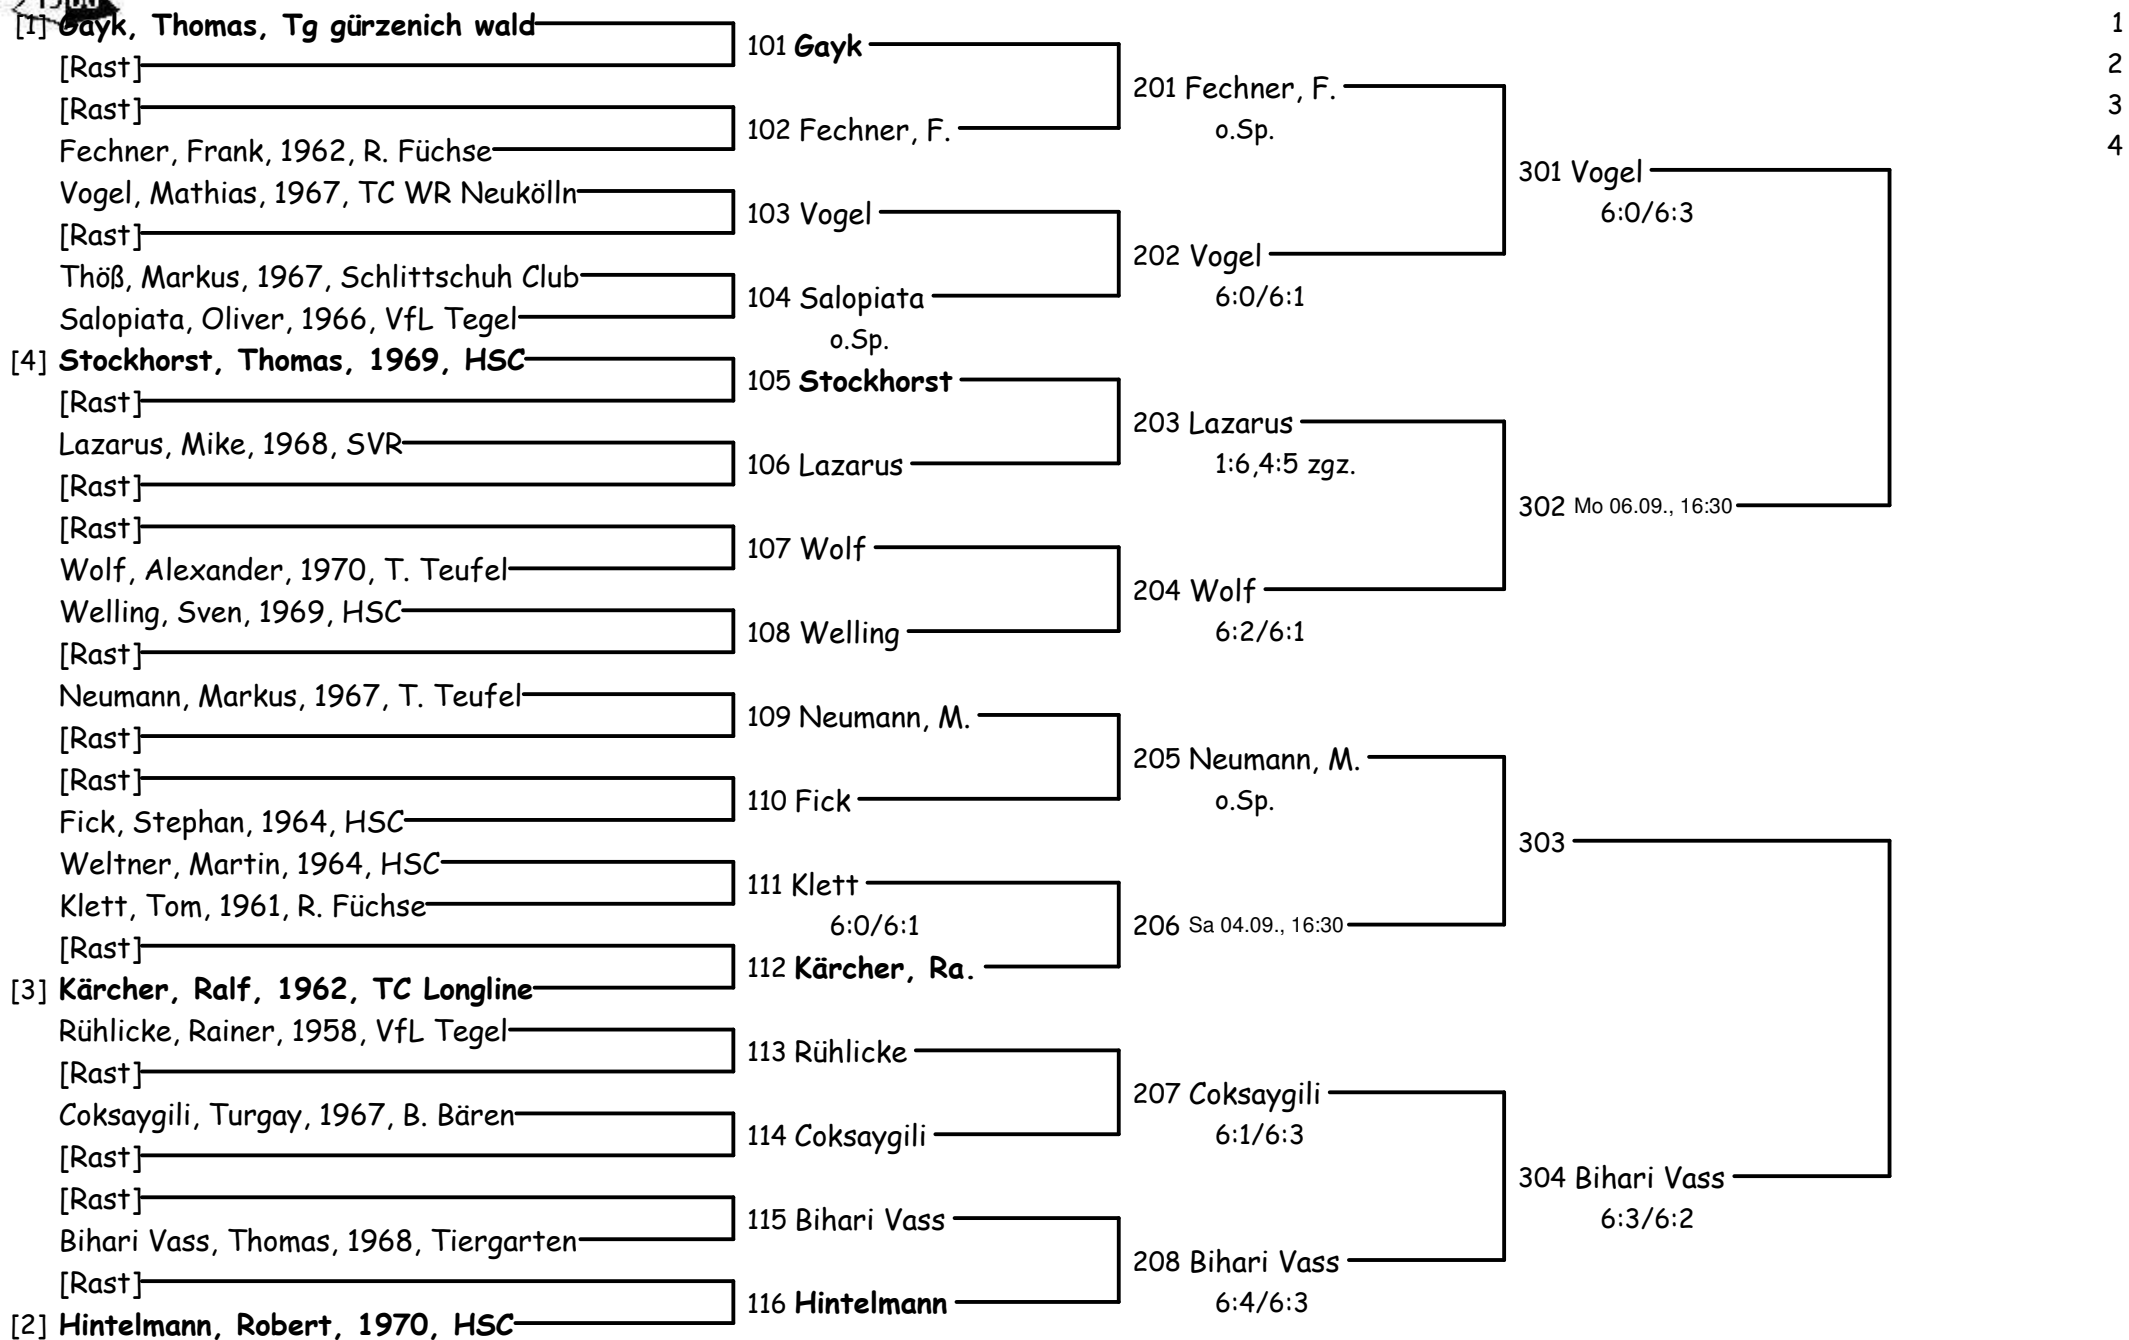 [1] Gayk, Thomas, Tg gürzenich wald
[Rast]
[Rast]
Fechner, Frank, 1962, R. Füchse
Vogel, Mathias, 1967, TC WR Neukölln
[Rast]
Thöß, Markus, 1967, Schlittschuh Club
Salopiata, Oliver, 1966, VfL Tegel
[4] Stockhorst, Thomas, 1969, HSC
[Rast]
Lazarus, Mike, 1968, SVR
[Rast]
[Rast]
Wolf, Alexander, 1970, T. Teufel
Welling, Sven, 1969, HSC
[Rast]
Neumann, Markus, 1967, T. Teufel
[Rast]
[Rast]
Fick, Stephan, 1964, HSC
Weltner, Martin, 1964, HSC
Klett, Tom, 1961, R. Füchse
[Rast]
[3] Kärcher, Ralf, 1962, TC Longline
Rühlicke, Rainer, 1958, VfL Tegel
[Rast]
Coksaygili, Turgay, 1967, B. Bären
[Rast]
[Rast]
Bihari Vass, Thomas, 1968, Tiergarten
[Rast]
[2] Hintelmann, Robert, 1970, HSC
101 Gayk
102 Fechner, F.
103 Vogel
104 Salopiata
o.Sp.
105 Stockhorst
106 Lazarus
107 Wolf
108 Welling
109 Neumann, M.
110 Fick
111 Klett
6:0/6:1
112 Kärcher, Ra.
113 Rühlicke
114 Coksaygili
115 Bihari Vass
116 Hintelmann
201 Fechner, F.
o.Sp.
202 Vogel
6:0/6:1
203 Lazarus
1:6,4:5 zgz.
204 Wolf
6:2/6:1
205 Neumann, M.
o.Sp.
206 Sa 04.09., 16:30
207 Coksaygili
6:1/6:3
208 Bihari Vass
6:4/6:3
301 Vogel
6:0/6:3
302 Mo 06.09., 16:30
303
304 Bihari Vass
6:3/6:2
1
2
3
4